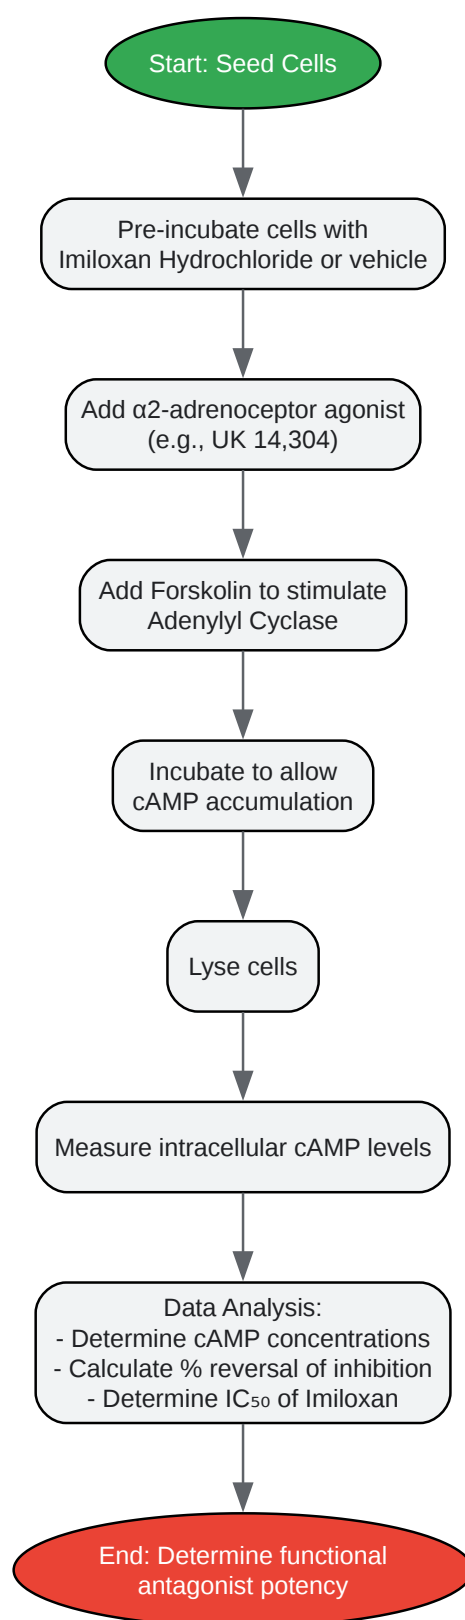 Start: Seed Cells
Pre-incubate cells with
Imiloxan Hydrochloride or vehicle
Add α2-adrenoceptor agonist
(e.g., UK 14,304)
Add Forskolin to stimulate
Adenylyl Cyclase
Incubate to allow
cAMP accumulation
Lyse cells
Measure intracellular cAMP levels
Data Analysis:
- Determine cAMP concentrations
- Calculate % reversal of inhibition
- Determine IC₅₀ of Imiloxan
End: Determine functional
antagonist potency